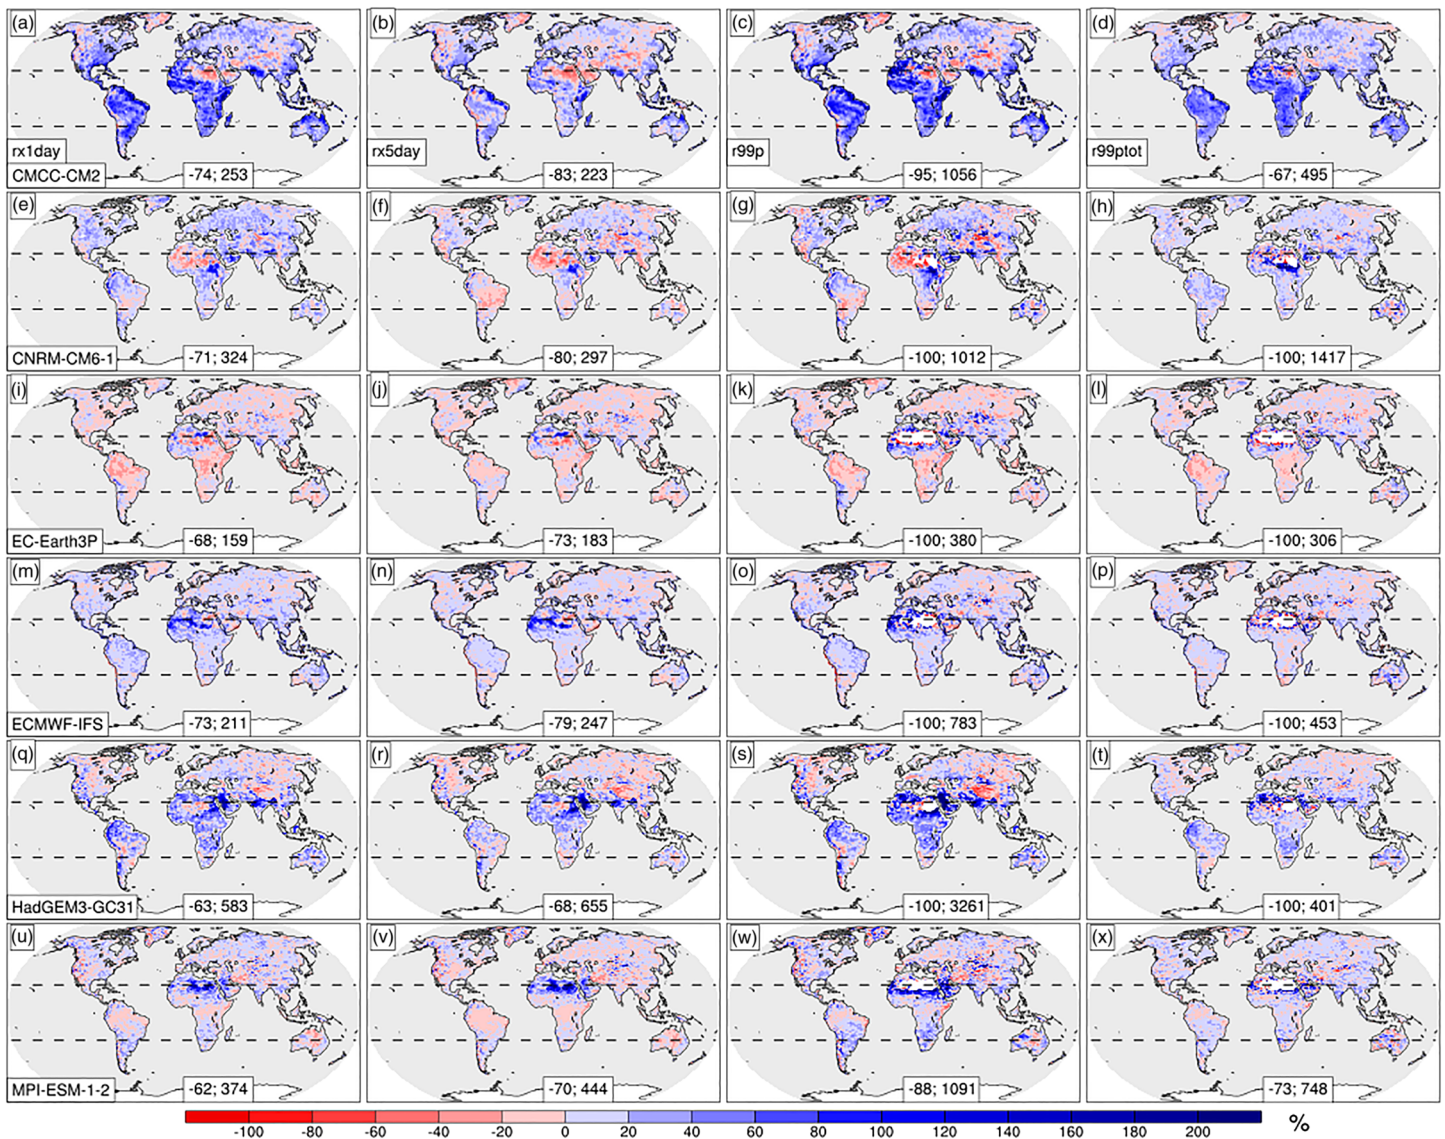 (a) (b) (c) (d)
rx1day rx5day r99p r99ptot
CMCC-CM2 -74; 253 -83; 223 -95; 1056 -67; 495
(e) (f) (g) (h)
CNRM-CM6-1 -71; 324 -80; 297 -100; 1012 -100; 1417
(i) (j) (k) (l)
EC-Earth3P -68; 159 -73; 183 -100; 380 -100; 306
(m) (n) (o) (p)
ECMWF-IFS -73; 211 -79; 247 -100; 783 -100; 453
(q) (r) (s) (t)
HadGEM3-GC31 -63; 583 -68; 655 -100; 3261 -100; 401
(u) (v) (w) (x)
MPI-ESM-1-2 -62; 374 -70; 444 -88; 1091 -73; 748
-100 -80 -60 -40 -20 0 20 40 60 80 100 120 140 160 180 200 %